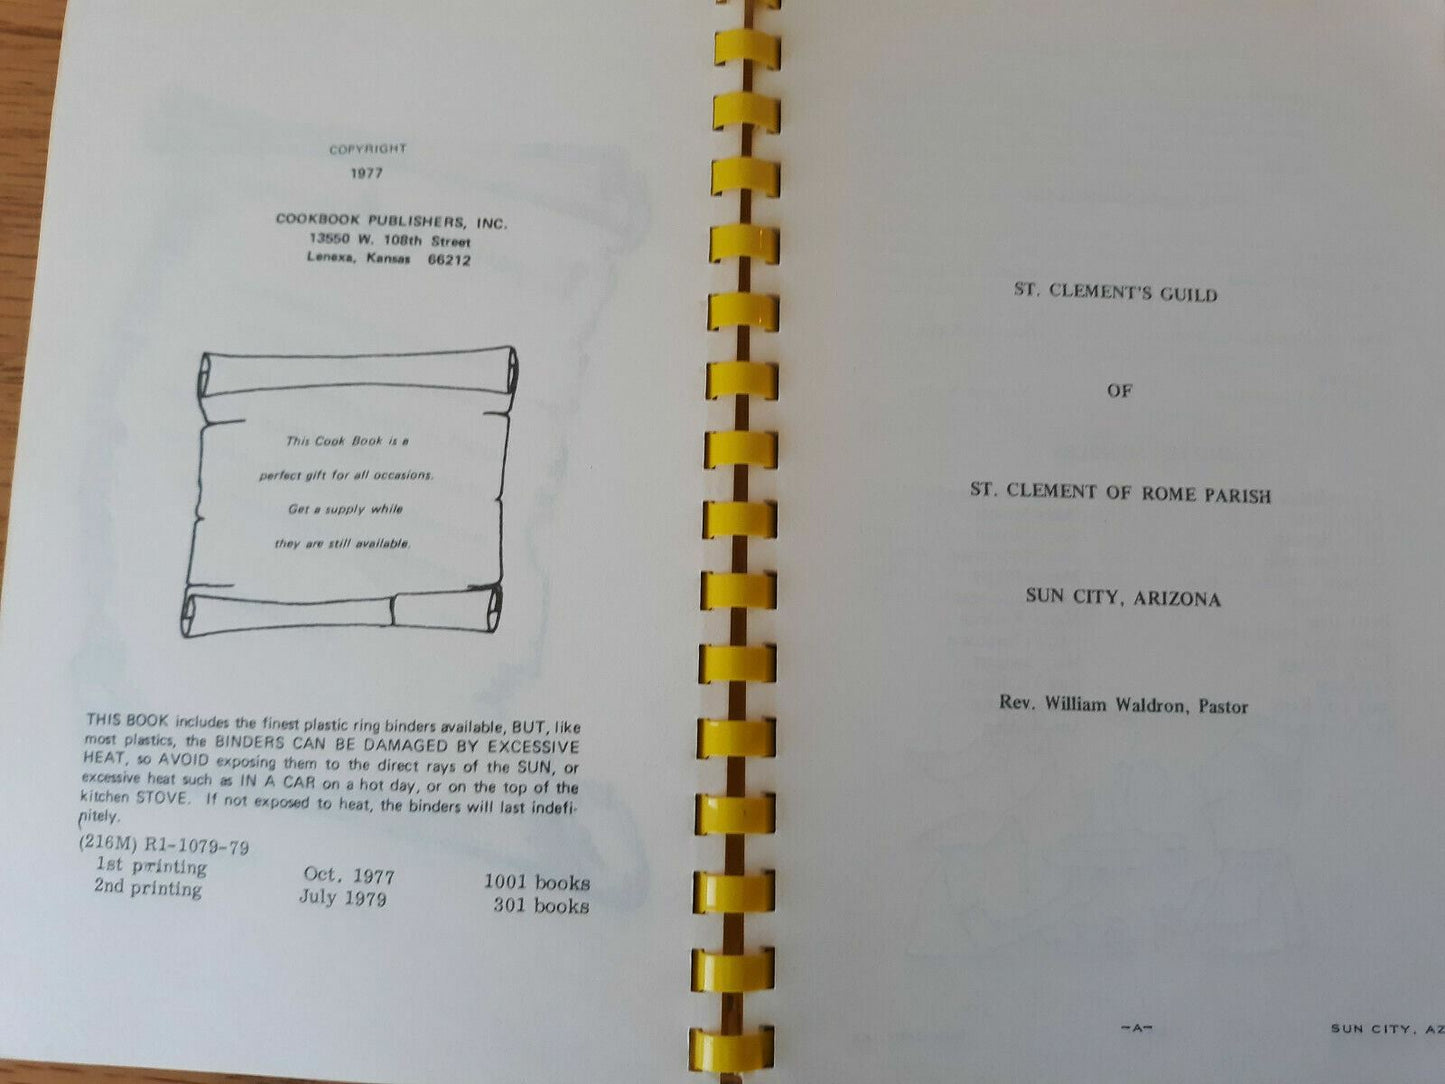 COPYRIGHT
1977
COOKBOOK PUBLISHERS, INC.
13550 W. 108th Street
Lenexa, Kansas 66212
This Cook Book is a
perfect gift for all occasions.
Get a supply while
they are still available.
THIS BOOK includes the finest plastic ring binders available, BUT, like
most plastics, the BINDERS CAN BE DAMAGED BY EXCESSIVE
HEAT, so AVOID exposing them to the direct rays of the SUN, or
excessive heat such as IN A CAR on a hot day, or on the top of the
kitchen STOVE. If not exposed to heat, the binders will last indefi-
nitely.
(216M) R1-1079-79
1st printing Oct. 1977 1001 books
2nd printing July 1979 301 books
ST. CLEMENT'S GUILD
OF
ST. CLEMENT OF ROME PARISH
SUN CITY, ARIZONA
Rev. William Waldron, Pastor
-A- SUN CITY, AZ